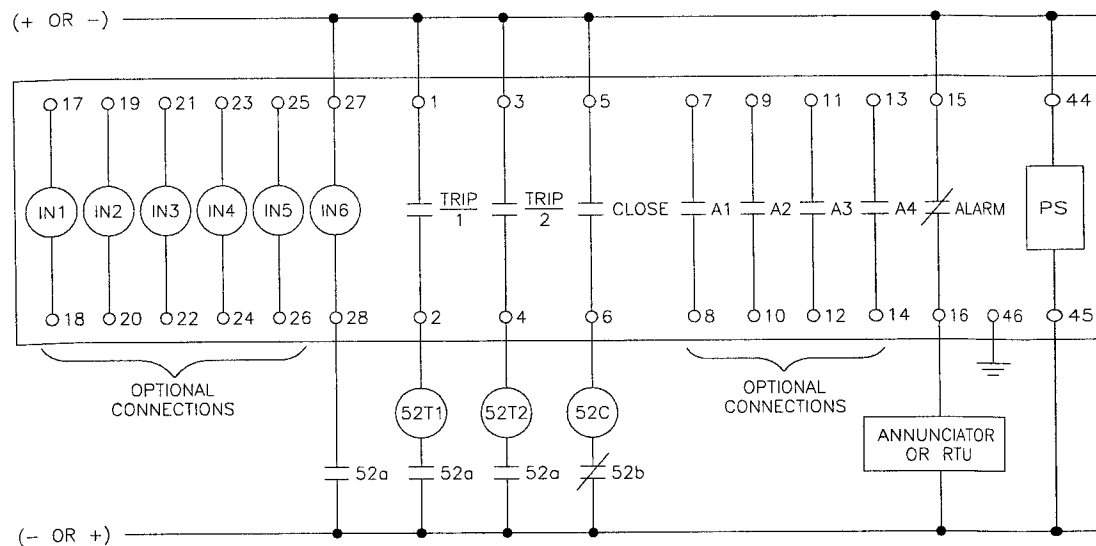 (+ OR -)
17 19 21 23 25 27 1 3 5 7 9 11 13 15 44
IN1 IN2 IN3 IN4 IN5 IN6 TRIP 1 TRIP 2 CLOSE A1 A2 A3 A4 ALARM PS
18 20 22 24 26 28 2 4 6 8 10 12 14 16 46 45
OPTIONAL CONNECTIONS
OPTIONAL CONNECTIONS
52T1 52T2 52C
ANNUNCIATOR OR RTU
52a 52a 52a 52b
(- OR +)